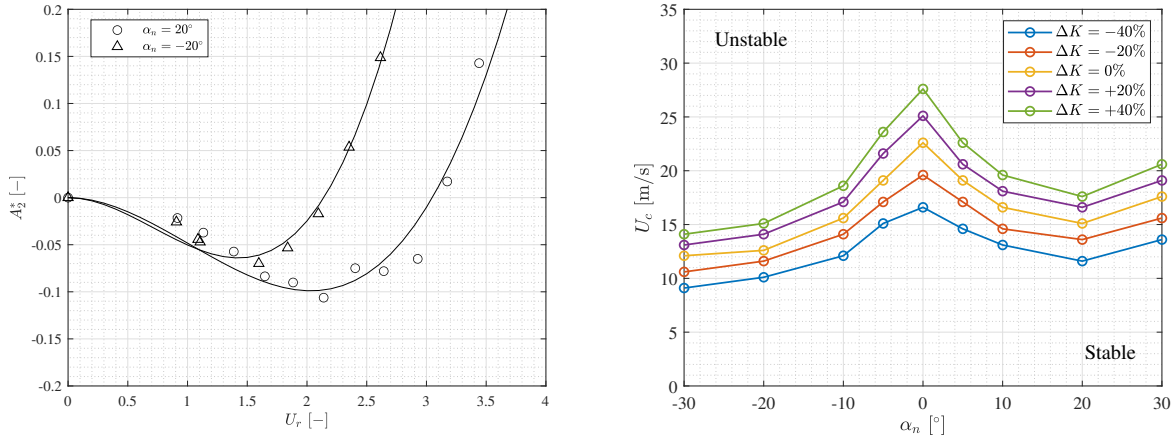 0.2
0.15
0.1
0.05
0
-0.05
-0.1
-0.15
-0.2
A₂* [−]
αₙ = 20°
αₙ = −20°
0 0.5 1 1.5 2 2.5 3 3.5 4
Uᵣ [−]
35
30
25
20
15
10
5
0
U_c [m/s]
Unstable
ΔK = −40%
ΔK = −20%
ΔK = 0%
ΔK = +20%
ΔK = +40%
Stable
-30 -20 -10 0 10 20 30
αₙ [°]